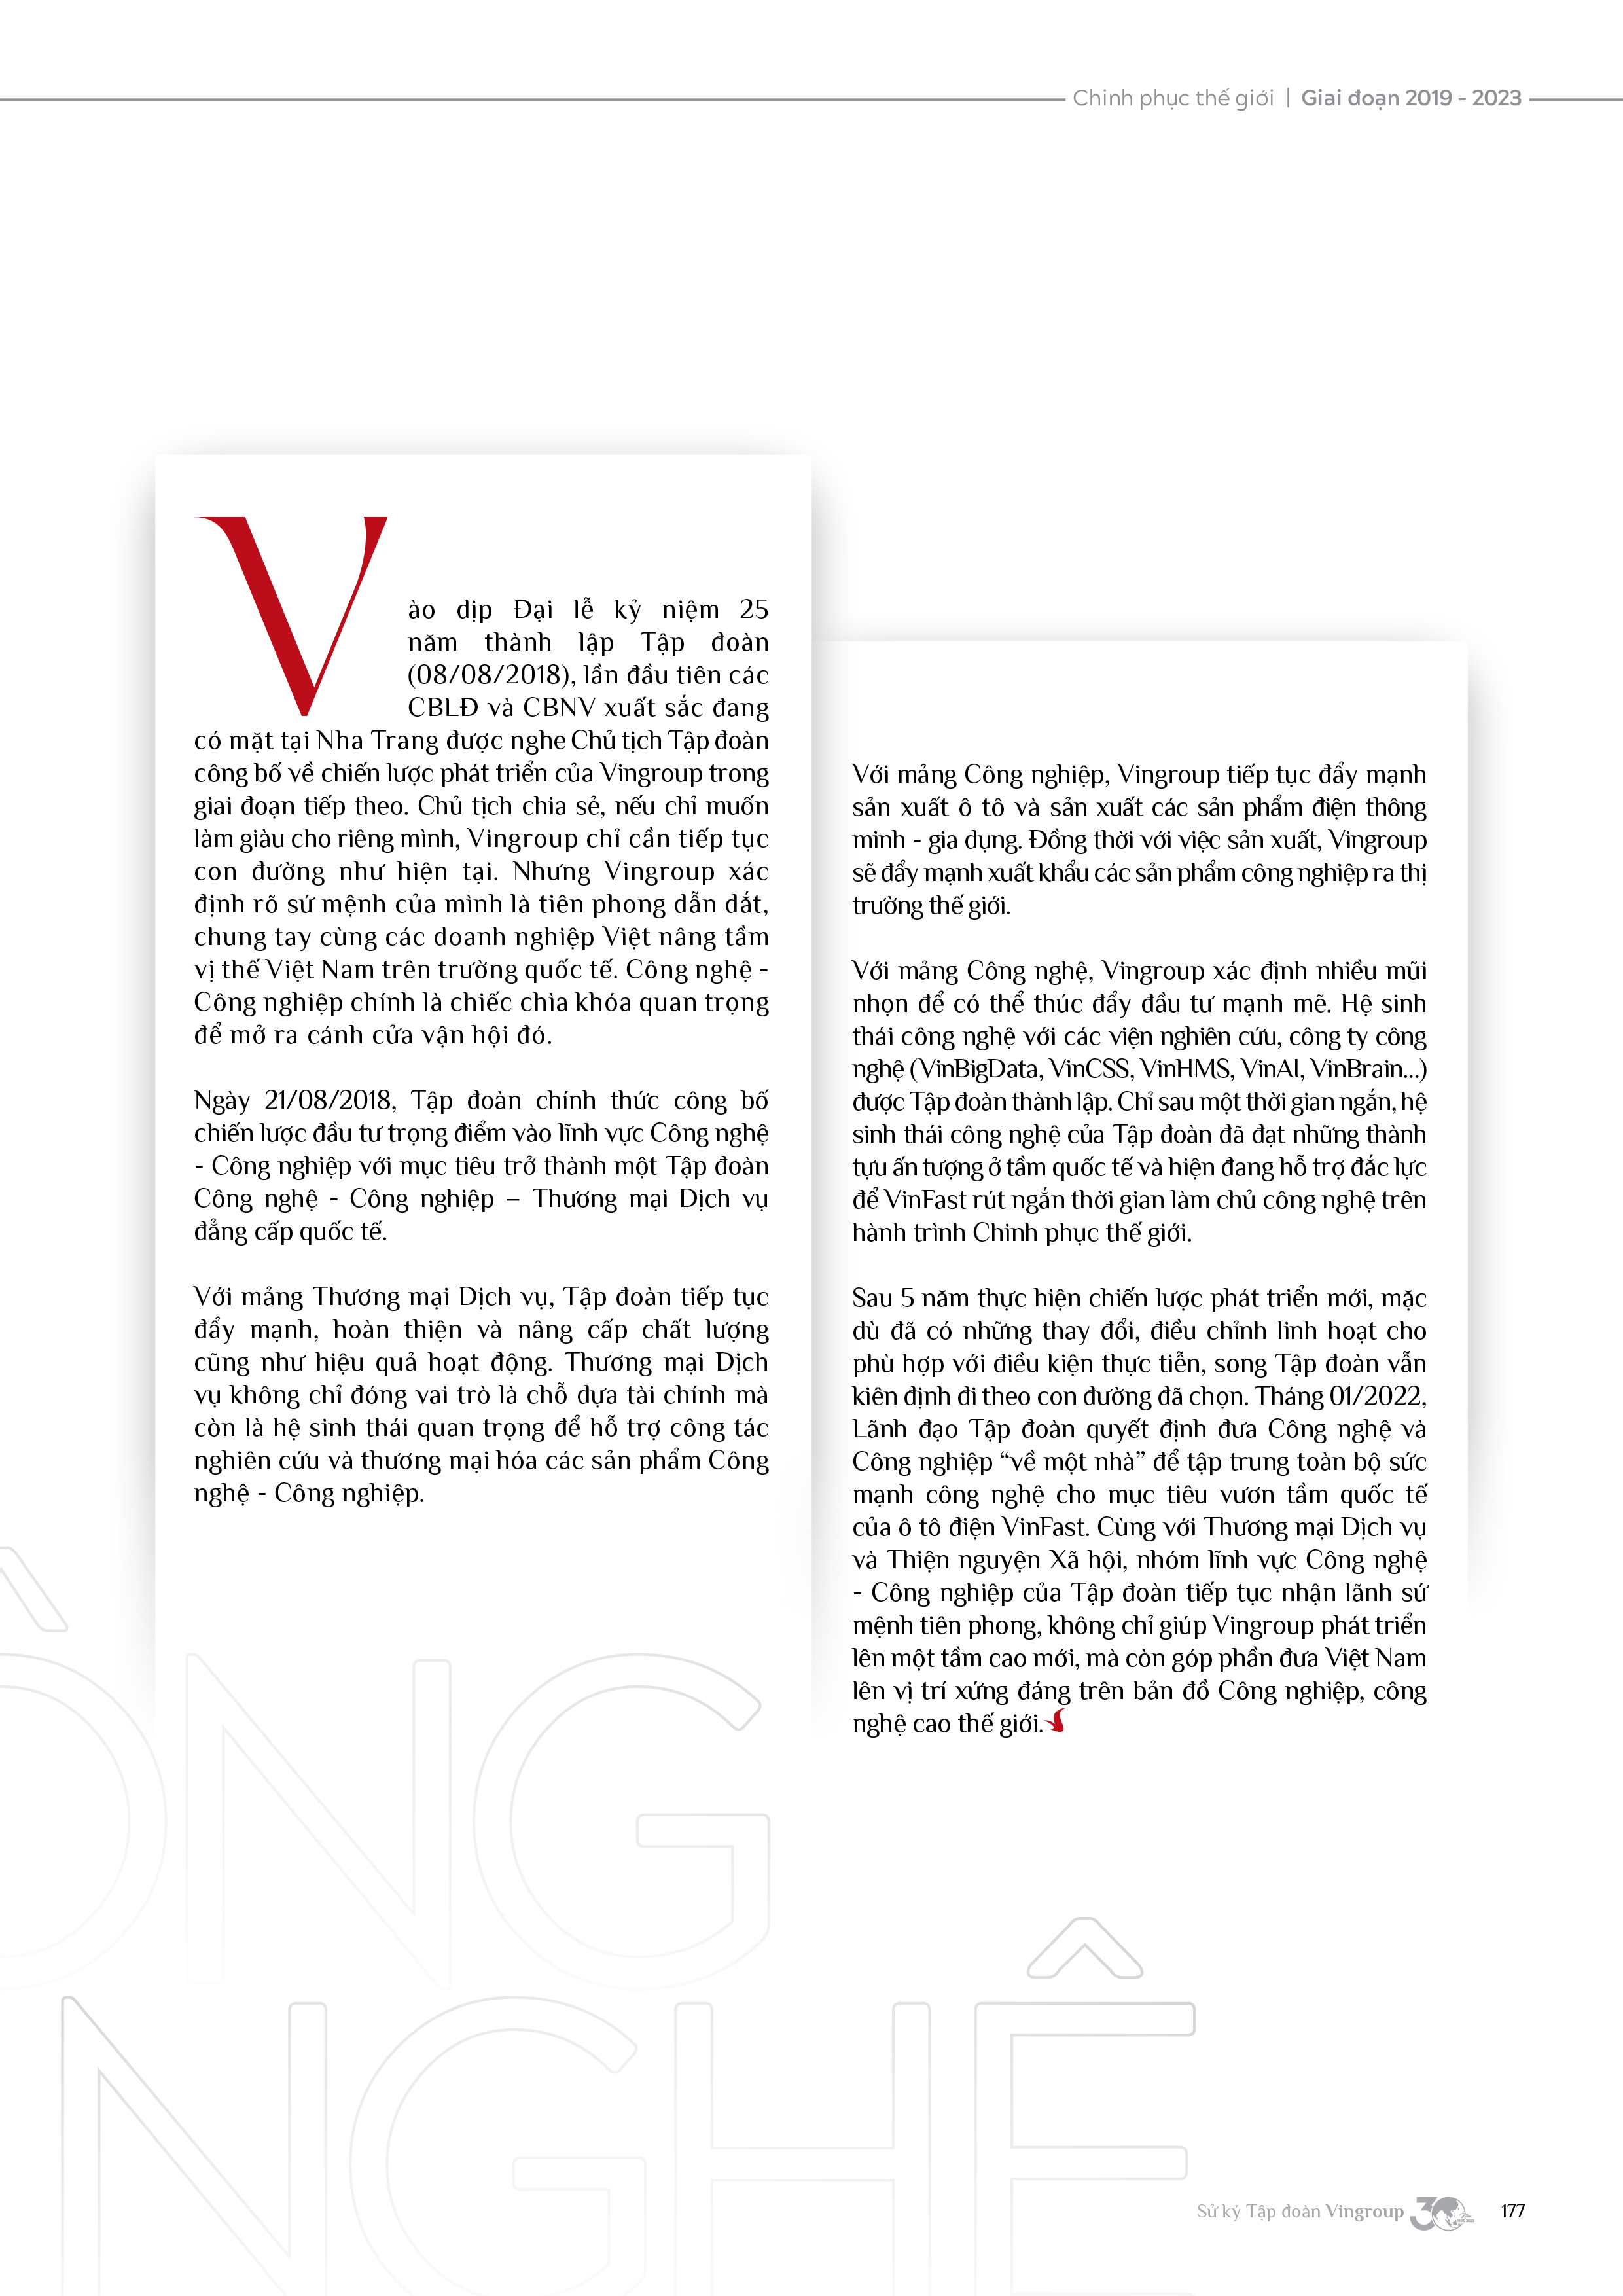 Chinh phục thế giới | Giai đoạn 2019 - 2023
Vào dịp Đại lễ kỷ niệm 25
năm thành lập Tập đoàn
(08/08/2018), lần đầu tiên các
CBLĐ và CBNV xuất sắc đang
có mặt tại Nha Trang được nghe Chủ tịch Tập đoàn
công bố về chiến lược phát triển của Vingroup trong
giai đoạn tiếp theo. Chủ tịch chia sẻ, nếu chỉ muốn
làm giàu cho riêng mình, Vingroup chỉ cần tiếp tục
con đường như hiện tại. Nhưng Vingroup xác
định rõ sứ mệnh của mình là tiên phong dẫn dắt,
chung tay cùng các doanh nghiệp Việt nâng tầm
vị thế Việt Nam trên trường quốc tế. Công nghệ -
Công nghiệp chính là chiếc chìa khóa quan trọng
để mở ra cánh cửa vận hội đó.
Ngày 21/08/2018, Tập đoàn chính thức công bố
chiến lược đầu tư trọng điểm vào lĩnh vực Công nghệ
- Công nghiệp với mục tiêu trở thành một Tập đoàn
Công nghệ - Công nghiệp – Thương mại Dịch vụ
đẳng cấp quốc tế.
Với mảng Thương mại Dịch vụ, Tập đoàn tiếp tục
đẩy mạnh, hoàn thiện và nâng cấp chất lượng
cũng như hiệu quả hoạt động. Thương mại Dịch
vụ không chỉ đóng vai trò là chỗ dựa tài chính mà
còn là hệ sinh thái quan trọng để hỗ trợ công tác
nghiên cứu và thương mại hóa các sản phẩm Công
nghệ - Công nghiệp.
Với mảng Công nghiệp, Vingroup tiếp tục đẩy mạnh
sản xuất ô tô và sản xuất các sản phẩm điện thông
minh - gia dụng. Đồng thời với việc sản xuất, Vingroup
sẽ đẩy mạnh xuất khẩu các sản phẩm công nghiệp ra thị
trường thế giới.
Với mảng Công nghệ, Vingroup xác định nhiều mũi
nhọn để có thể thúc đẩy đầu tư mạnh mẽ. Hệ sinh
thái công nghệ với các viện nghiên cứu, công ty công
nghệ (VinBigData, VinCSS, VinHMS, VinAI, VinBrain...)
được Tập đoàn thành lập. Chỉ sau một thời gian ngắn, hệ
sinh thái công nghệ của Tập đoàn đã đạt những thành
tựu ấn tượng ở tầm quốc tế và hiện đang hỗ trợ đắc lực
để VinFast rút ngắn thời gian làm chủ công nghệ trên
hành trình Chinh phục thế giới.
Sau 5 năm thực hiện chiến lược phát triển mới, mặc
dù đã có những thay đổi, điều chỉnh linh hoạt cho
phù hợp với điều kiện thực tiễn, song Tập đoàn vẫn
kiên định đi theo con đường đã chọn. Tháng 01/2022,
Lãnh đạo Tập đoàn quyết định đưa Công nghệ và
Công nghiệp “về một nhà” để tập trung toàn bộ sức
mạnh công nghệ cho mục tiêu vươn tầm quốc tế
của ô tô điện VinFast. Cùng với Thương mại Dịch vụ
và Thiện nguyện Xã hội, nhóm lĩnh vực Công nghệ
- Công nghiệp của Tập đoàn tiếp tục nhận lãnh sứ
mệnh tiên phong, không chỉ giúp Vingroup phát triển
lên một tầm cao mới, mà còn góp phần đưa Việt Nam
lên vị trí xứng đáng trên bản đồ Công nghiệp, công
nghệ cao thế giới.
ÔNG
NGHÊ
Sử ký Tập đoàn Vingroup 30 177